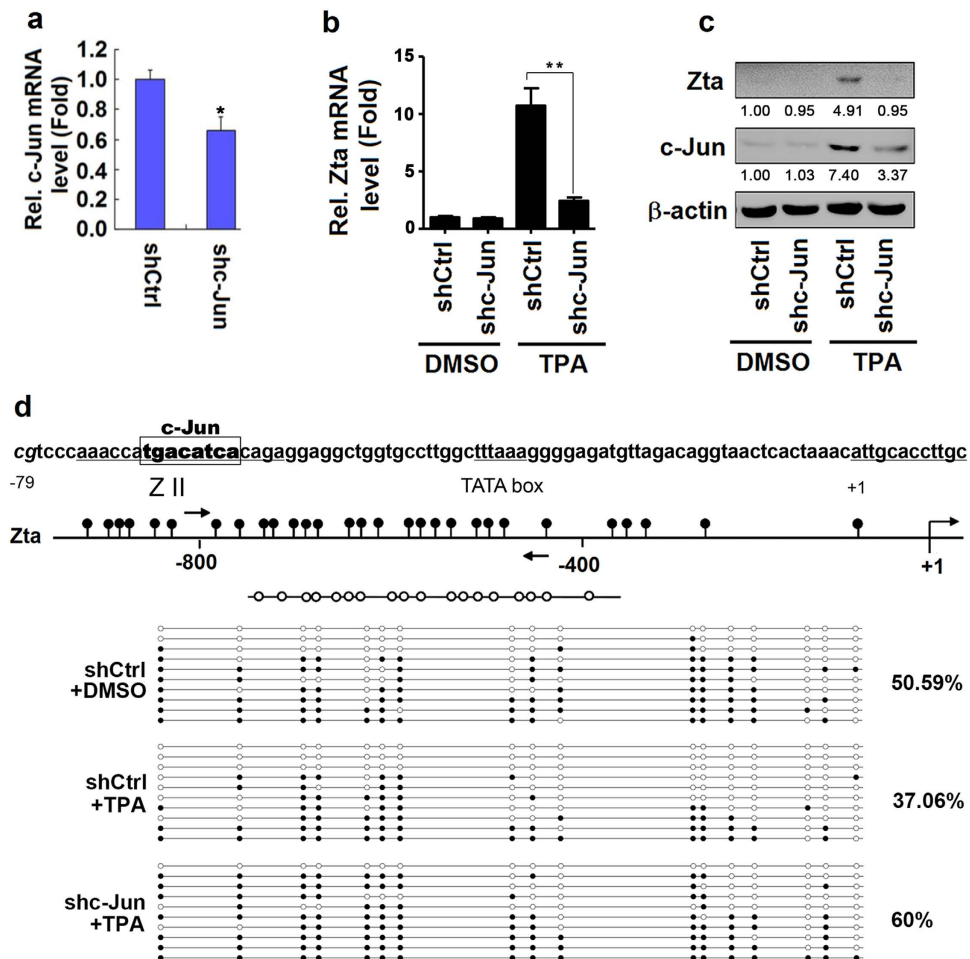 a
Rel. c-Jun mRNA
level (Fold)
1.2
1.0
0.8
0.6
0.4
0.2
0.0
*
shCtrl
shc-Jun
b
Rel. Zta mRNA
level (Fold)
15
10
5
0
**
shCtrl
shc-Jun
shCtrl
shc-Jun
DMSO
TPA
c
Zta
1.00 0.95 4.91 0.95
c-Jun
1.00 1.03 7.40 3.37
β-actin
shCtrl
shc-Jun
shCtrl
shc-Jun
DMSO
TPA
d
c-Jun
cgtcccaaaccatgacatcacagaggaggctggtgccttggctttaaaggggagatgttagacaggtaactcactaaacattgcaccttgc
-79 Z II TATA box +1
Zta
-800 -400 +1
shCtrl
+DMSO
50.59%
shCtrl
+TPA
37.06%
shc-Jun
+TPA
60%